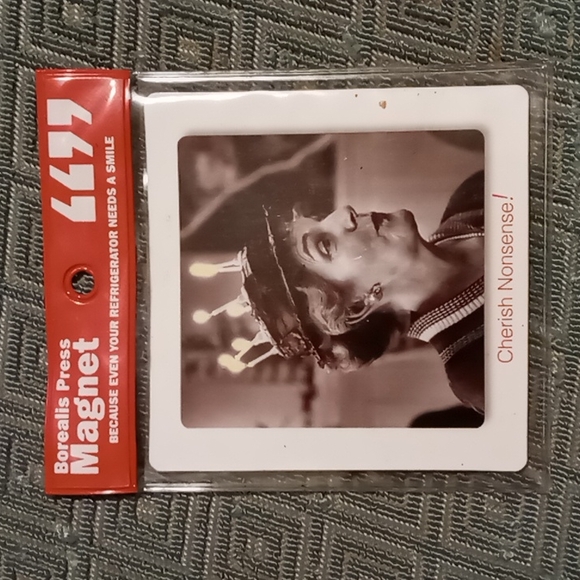 Borealis Press
Magnet
BECAUSE EVEN YOUR REFRIGERATOR NEEDS A SMILE
“”
Cherish Nonsense!